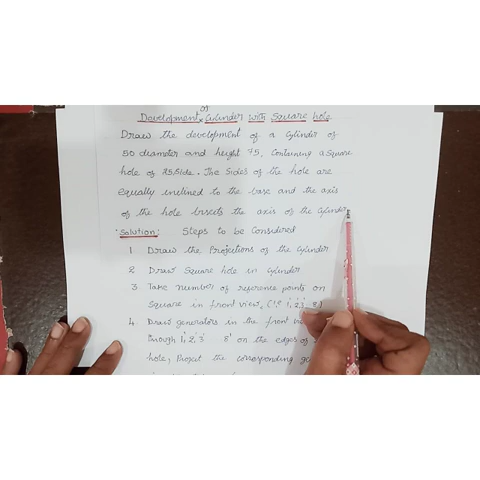 Development of Cylinder with Square hole
Draw the development of a Cylinder of
50 diameter and height 75, Containing a Square
hole of 25 Side. The Sides of the hole are
equally inclined to the base and the axis
of the hole bisects the axis of the Cylinder
Solution: Steps to be Considered
1. Draw the Projections of the Cylinder
2. Draw Square hole in Cylinder
3. Take number of reference points on
Square in front view, (i.e 1',2',3' 8'
4. Draw generators in the front
through 1', 2', 3' 8' on the edges of
hole, Project the corresponding